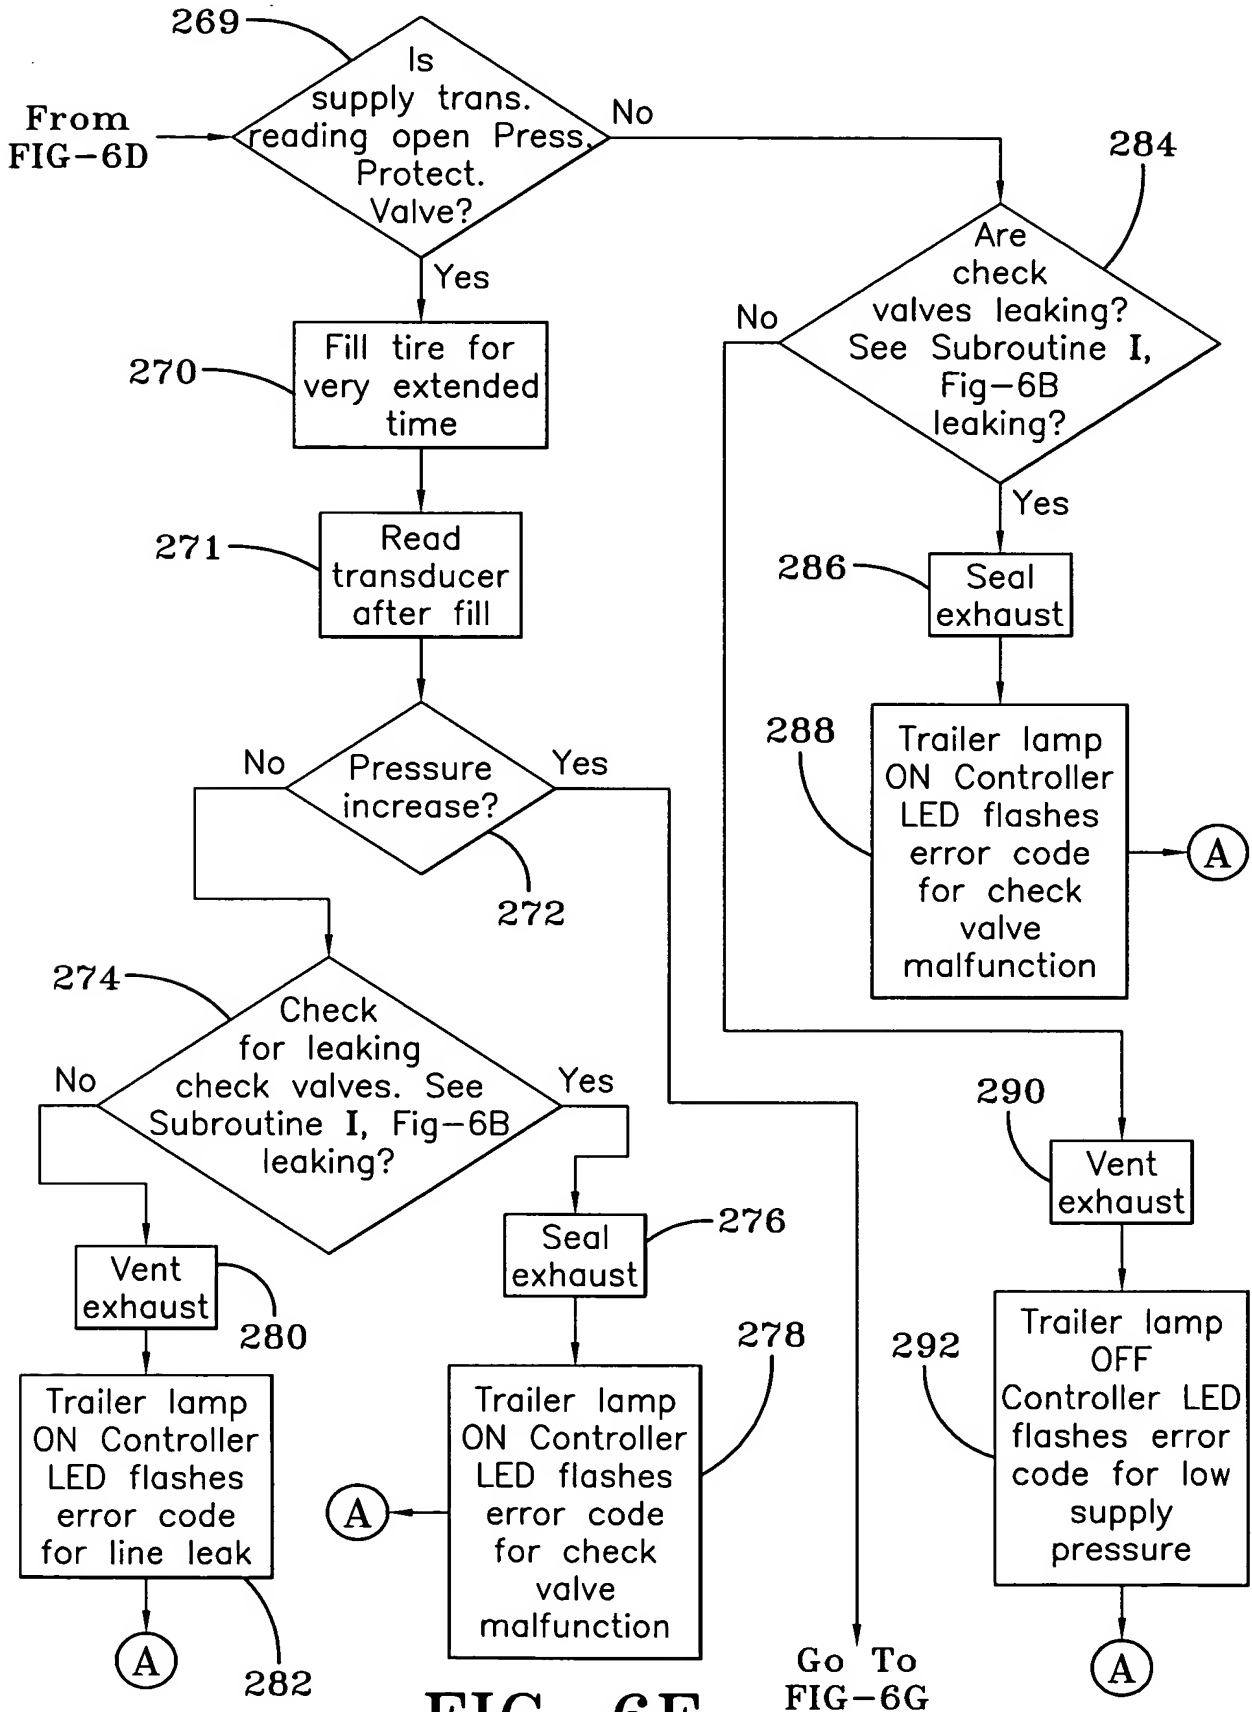 269
Is
supply trans.
reading open Press.
Protect.
Valve?
From
FIG-6D
No
Yes
284
Are
check
valves leaking?
See Subroutine I,
Fig-6B
leaking?
No
Yes
270
Fill tire for
very extended
time
271
Read
transducer
after fill
286
Seal
exhaust
288
Trailer lamp
ON Controller
LED flashes
error code
for check
valve
malfunction
A
No
Pressure
increase?
Yes
272
274
Check
for leaking
check valves. See
Subroutine I, Fig-6B
leaking?
No
Yes
290
Vent
exhaust
276
Seal
exhaust
Vent
exhaust
280
278
Trailer lamp
ON Controller
LED flashes
error code
for check
valve
malfunction
A
292
Trailer lamp
OFF
Controller LED
flashes error
code for low
supply
pressure
A
Trailer lamp
ON Controller
LED flashes
error code
for line leak
A
282
Go To
FIG-6G